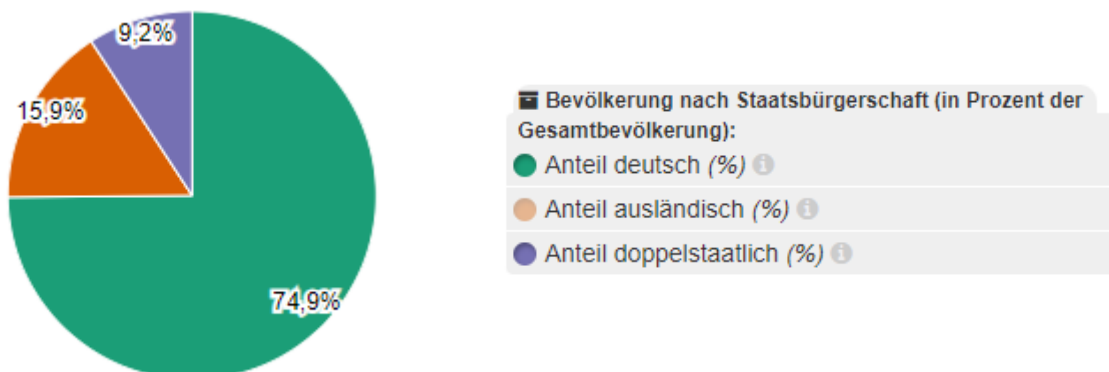 9,2%
15,9%
74,9%
Bevölkerung nach Staatsbürgerschaft (in Prozent der
Gesamtbevölkerung):
Anteil deutsch (%)
Anteil ausländisch (%)
Anteil doppelstaatlich (%)